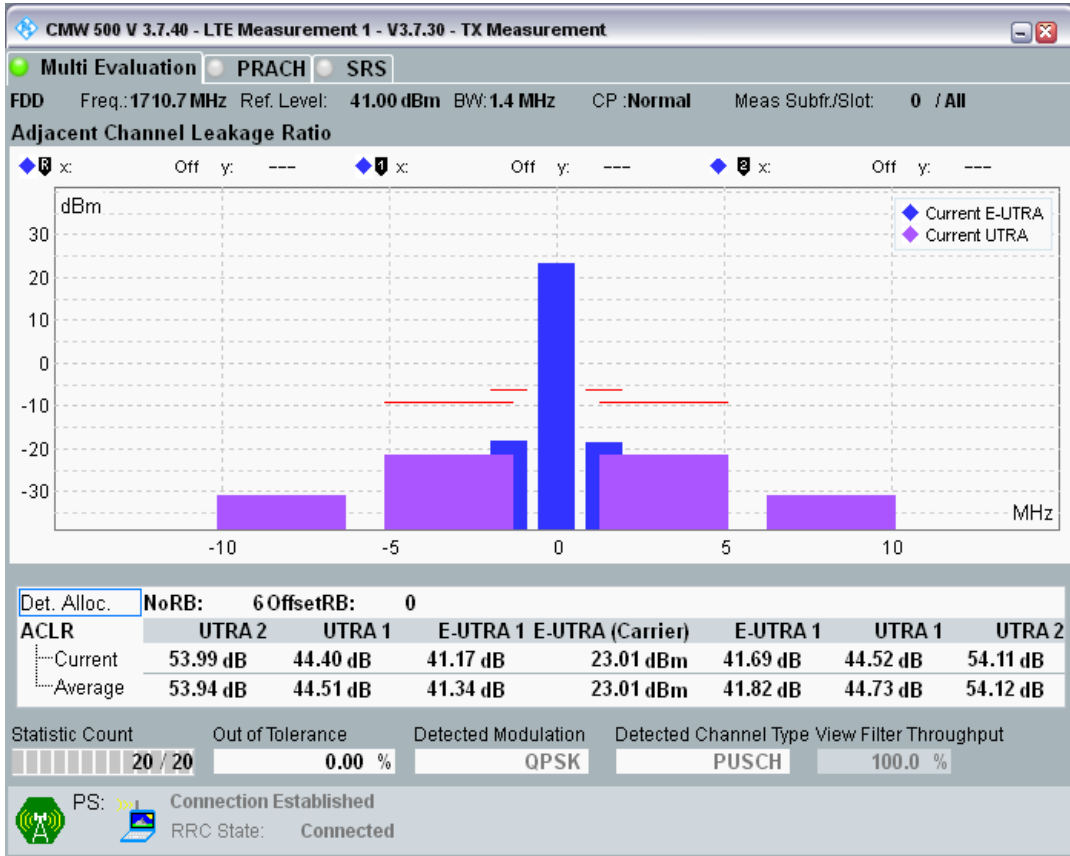 CMW 500 V 3.7.40 - LTE Measurement 1 - V3.7.30 - TX Measurement
Multi Evaluation PRACH SRS
FDD Freq.: 1710.7 MHz Ref. Level: 41.00 dBm BW: 1.4 MHz CP : Normal Meas Subfr./Slot: 0 / All
Adjacent Channel Leakage Ratio
R x: Off y: --- 1 x: Off y: --- 2 x: Off y: ---
dBm
Current E-UTRA
Current UTRA
30
20
10
0
-10
-20
-30
MHz
-10 -5 0 5 10
Det. Alloc. NoRB: 6 OffsetRB: 0
ACLR UTRA 2 UTRA 1 E-UTRA 1 E-UTRA (Carrier) E-UTRA 1 UTRA 1 UTRA 2
Current 53.99 dB 44.40 dB 41.17 dB 23.01 dBm 41.69 dB 44.52 dB 54.11 dB
Average 53.94 dB 44.51 dB 41.34 dB 23.01 dBm 41.82 dB 44.73 dB 54.12 dB
Statistic Count Out of Tolerance Detected Modulation Detected Channel Type View Filter Throughput
20 / 20 0.00 % QPSK PUSCH 100.0 %
PS: Connection Established
RRC State: Connected